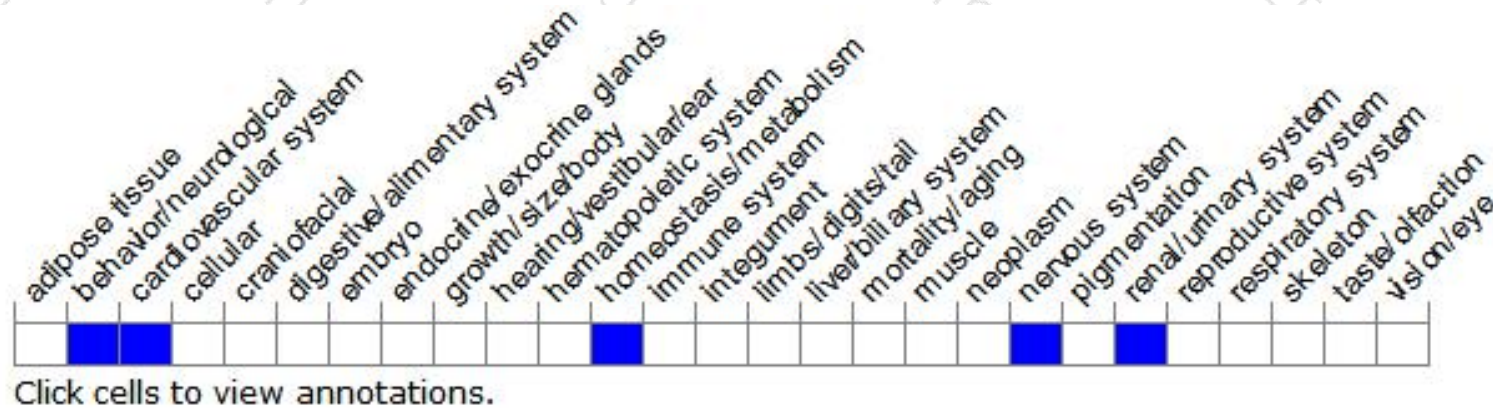 adipose tissue
behavior/neurological
cardiovascular system
cellular
craniofacial
digestive/alimentary system
embryo
endocrine/exocrine glands
growth/size/body
hearing/vestibular/ear
hematopoietic system
homeostasis/metabolism
immune system
integument
limbs/digits/tail
liver/biliary system
mortality/aging
muscle
neoplasm
nervous system
pigmentation
renal/urinary system
reproductive system
respiratory system
skeleton
taste/olfaction
vision/eye
Click cells to view annotations.